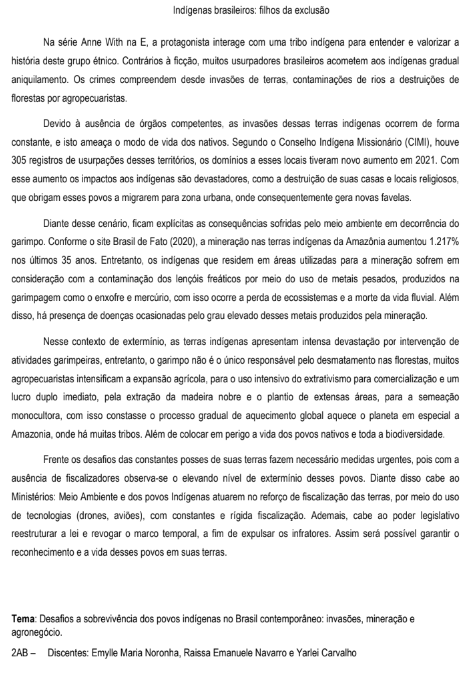 Indígenas brasileiros: filhos da exclusão
Na série Anne With na E, a protagonista interage com uma tribo indígena para entender e valorizar a
história deste grupo étnico. Contrários à ficção, muitos usurpadores brasileiros acometem aos indígenas gradual
aniquilamento. Os crimes compreendem desde invasões de terras, contaminações de rios a destruições de
florestas por agropecuaristas.
Devido à ausência de órgãos competentes, as invasões dessas terras indígenas ocorrem de forma
constante, e isto ameaça o modo de vida dos nativos. Segundo o Conselho Indígena Missionário (CIMI), houve
305 registros de usurpações desses territórios, os domínios a esses locais tiveram novo aumento em 2021. Com
esse aumento os impactos aos indígenas são devastadores, como a destruição de suas casas e locais religiosos,
que obrigam esses povos a migrarem para zona urbana, onde consequentemente gera novas favelas.
Diante desse cenário, ficam explícitas as consequências sofridas pelo meio ambiente em decorrência do
garimpo. Conforme o site Brasil de Fato (2020), a mineração nas terras indígenas da Amazônia aumentou 1.217%
nos últimos 35 anos. Entretanto, os indígenas que residem em áreas utilizadas para a mineração sofrem em
consideração com a contaminação dos lençóis freáticos por meio do uso de metais pesados, produzidos na
garimpagem como o enxofre e mercúrio, com isso ocorre a perda de ecossistemas e a morte da vida fluvial. Além
disso, há presença de doenças ocasionadas pelo grau elevado desses metais produzidos pela mineração.
Nesse contexto de extermínio, as terras indígenas apresentam intensa devastação por intervenção de
atividades garimpeiras, entretanto, o garimpo não é o único responsável pelo desmatamento nas florestas, muitos
agropecuaristas intensificam a expansão agrícola, para o uso intensivo do extrativismo para comercialização e um
lucro duplo imediato, pela extração da madeira nobre e o plantio de extensas áreas, para a semeação
monocultora, com isso constasse o processo gradual de aquecimento global aquece o planeta em especial a
Amazonia, onde há muitas tribos. Além de colocar em perigo a vida dos povos nativos e toda a biodiversidade.
Frente os desafios das constantes posses de suas terras fazem necessário medidas urgentes, pois com a
ausência de fiscalizadores observa-se o elevando nível de extermínio desses povos. Diante disso cabe ao
Ministérios: Meio Ambiente e dos povos Indígenas atuarem no reforço de fiscalização das terras, por meio do uso
de tecnologias (drones, aviões), com constantes e rígida fiscalização. Ademais, cabe ao poder legislativo
reestruturar a lei e revogar o marco temporal, a fim de expulsar os infratores. Assim será possível garantir o
reconhecimento e a vida desses povos em suas terras.
Tema: Desafios a sobrevivência dos povos indígenas no Brasil contemporâneo: invasões, mineração e
agronegócio.
2AB – Discentes: Emylle Maria Noronha, Raissa Emanuele Navarro e Yarlei Carvalho